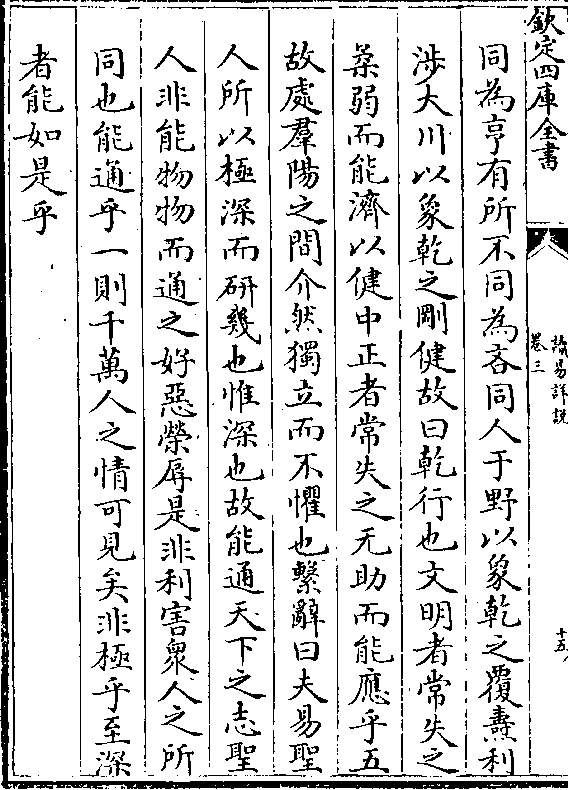 欽定四庫全書
讀易詳說
卷三
十五
同為亨有所不同為吝同人于野以象乾之覆燾利
涉大川以象乾之剛健故曰乾行也文明者常失之
柔弱而能濟以健中正者常失之无助而能應乎五
故處羣陽之間介然獨立而不懼也繫辭曰夫易聖
人所以極深而研幾也惟深也故能通天下之志聖
人非能物物而通之好惡榮辱是非利害衆人之所
同也能通乎一則千萬人之情可見矣非極乎至深
者能如是乎